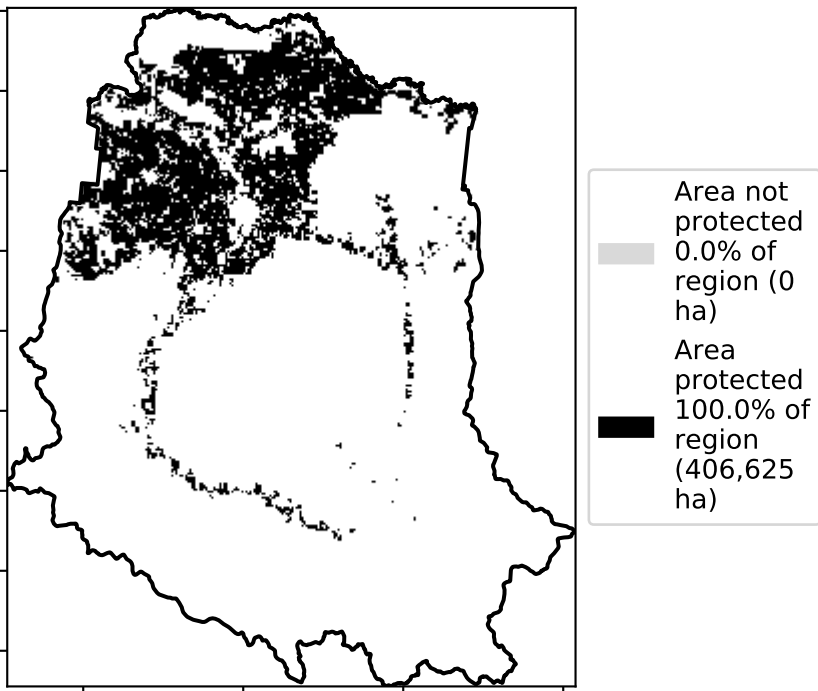 Area not
protected
0.0% of
region (0
ha)
Area
protected
100.0% of
region
(406,625
ha)